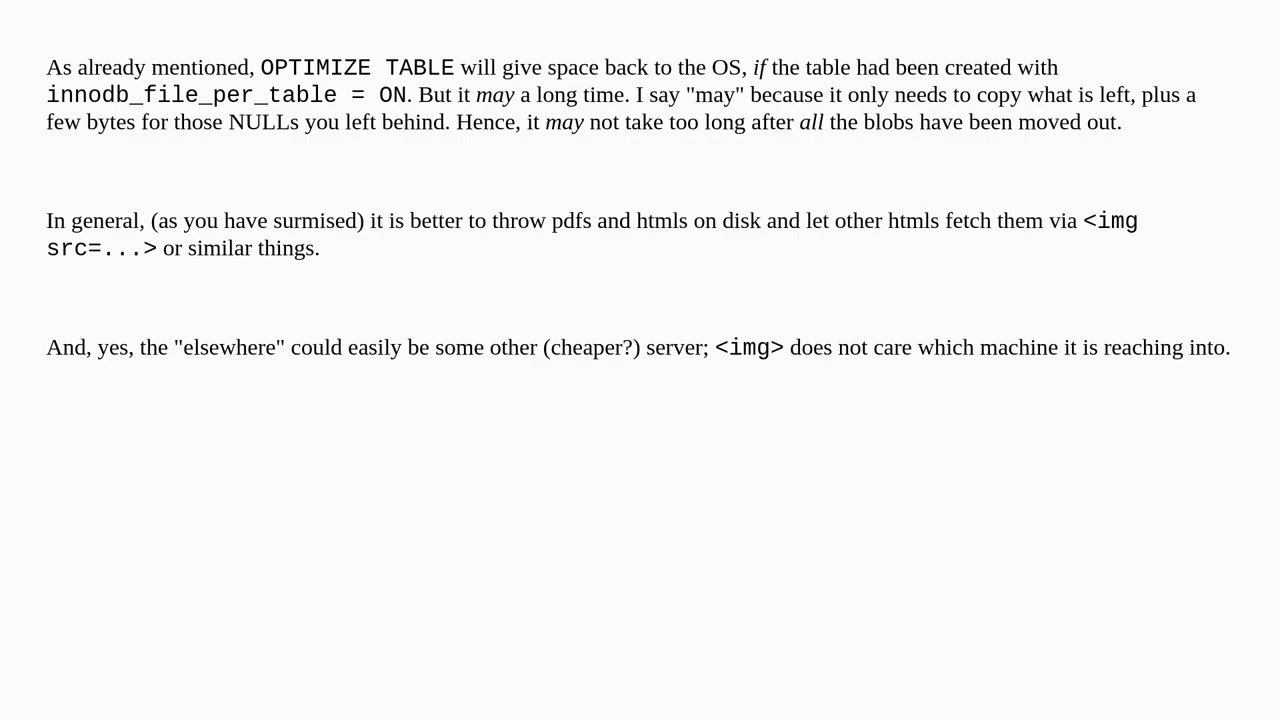 As already mentioned, OPTIMIZE TABLE will give space back to the OS, if the table had been created with
innodb_file_per_table = ON. But it may a long time. I say "may" because it only needs to copy what is left, plus a
few bytes for those NULLs you left behind. Hence, it may not take too long after all the blobs have been moved out.
In general, (as you have surmised) it is better to throw pdfs and htmls on disk and let other htmls fetch them via <img
src=...> or similar things.
And, yes, the "elsewhere" could easily be some other (cheaper?) server; <img> does not care which machine it is reaching into.